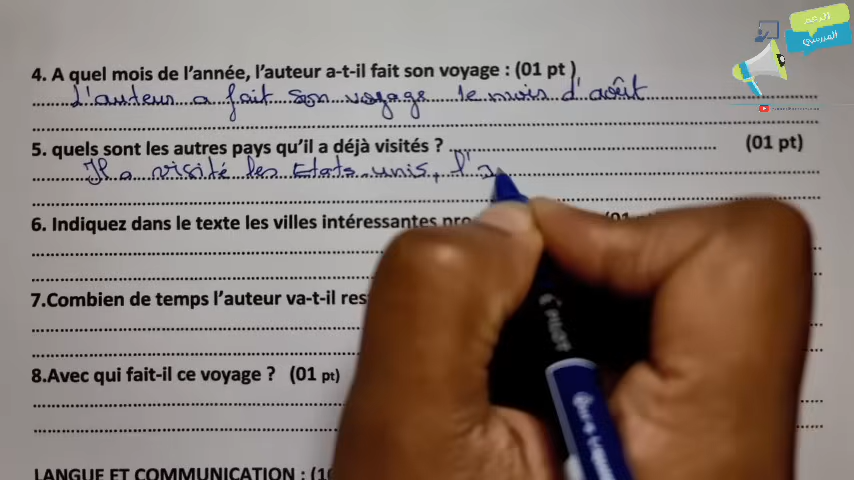 الدعم
المدرسي
4. A quel mois de l'année, l'auteur a-t-il fait son voyage : (01 pt )
L'auteur a fait son voyage le mois d'août
5. quels sont les autres pays qu'il a déjà visités ? (01 pt)
Il a visité les Etats-unis, l'
6. Indiquez dans le texte les villes intéressantes
7.Combien de temps l'auteur va-t-il
8.Avec qui fait-il ce voyage ? (01 pt)
LANGUE ET COMMUNICATION :